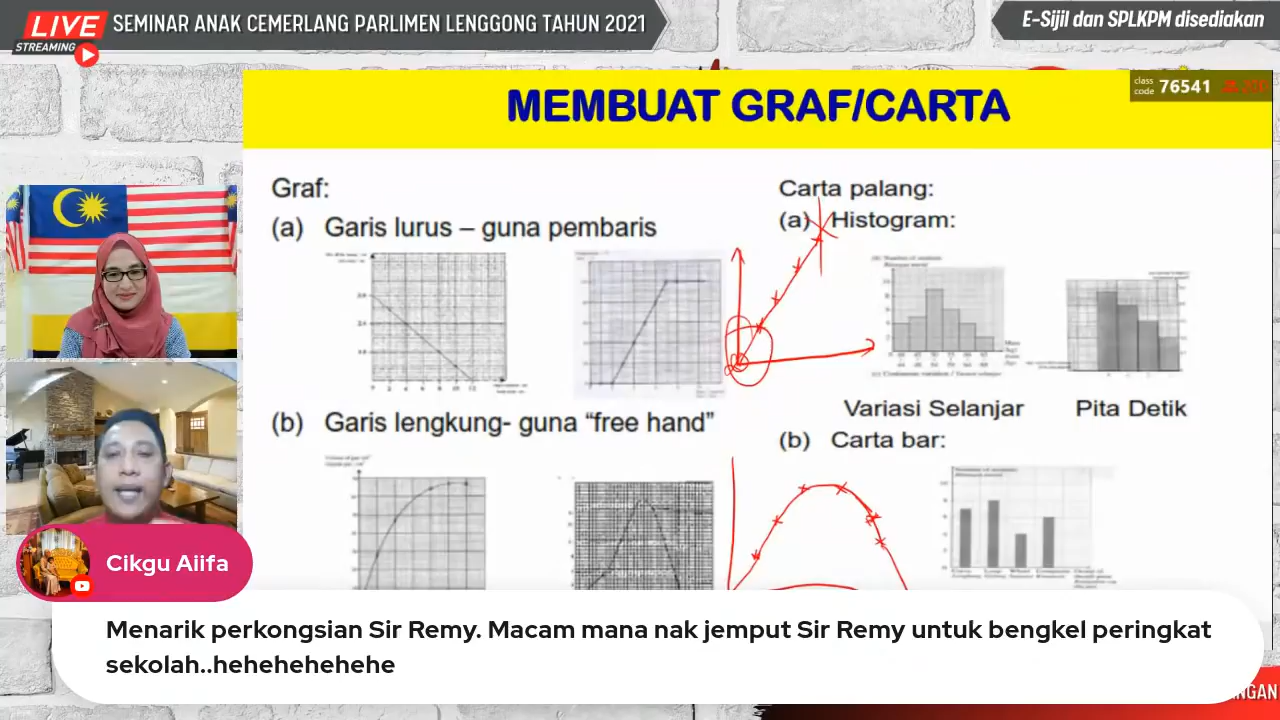 LIVE
STREAMING
SEMINAR ANAK CEMERLANG PARLIMEN LENGGONG TAHUN 2021
E-Sijil dan SPLKPM disediakan
class
code 76541
MEMBUAT GRAF/CARTA
Graf:
(a) Garis lurus – guna pembaris
(b) Garis lengkung- guna “free hand”
Carta palang:
(a) Histogram:
Variasi Selanjar
Pita Detik
(b) Carta bar:
Cikgu Aiifa
Menarik perkongsian Sir Remy. Macam mana nak jemput Sir Remy untuk bengkel peringkat
sekolah..hehehehehehe